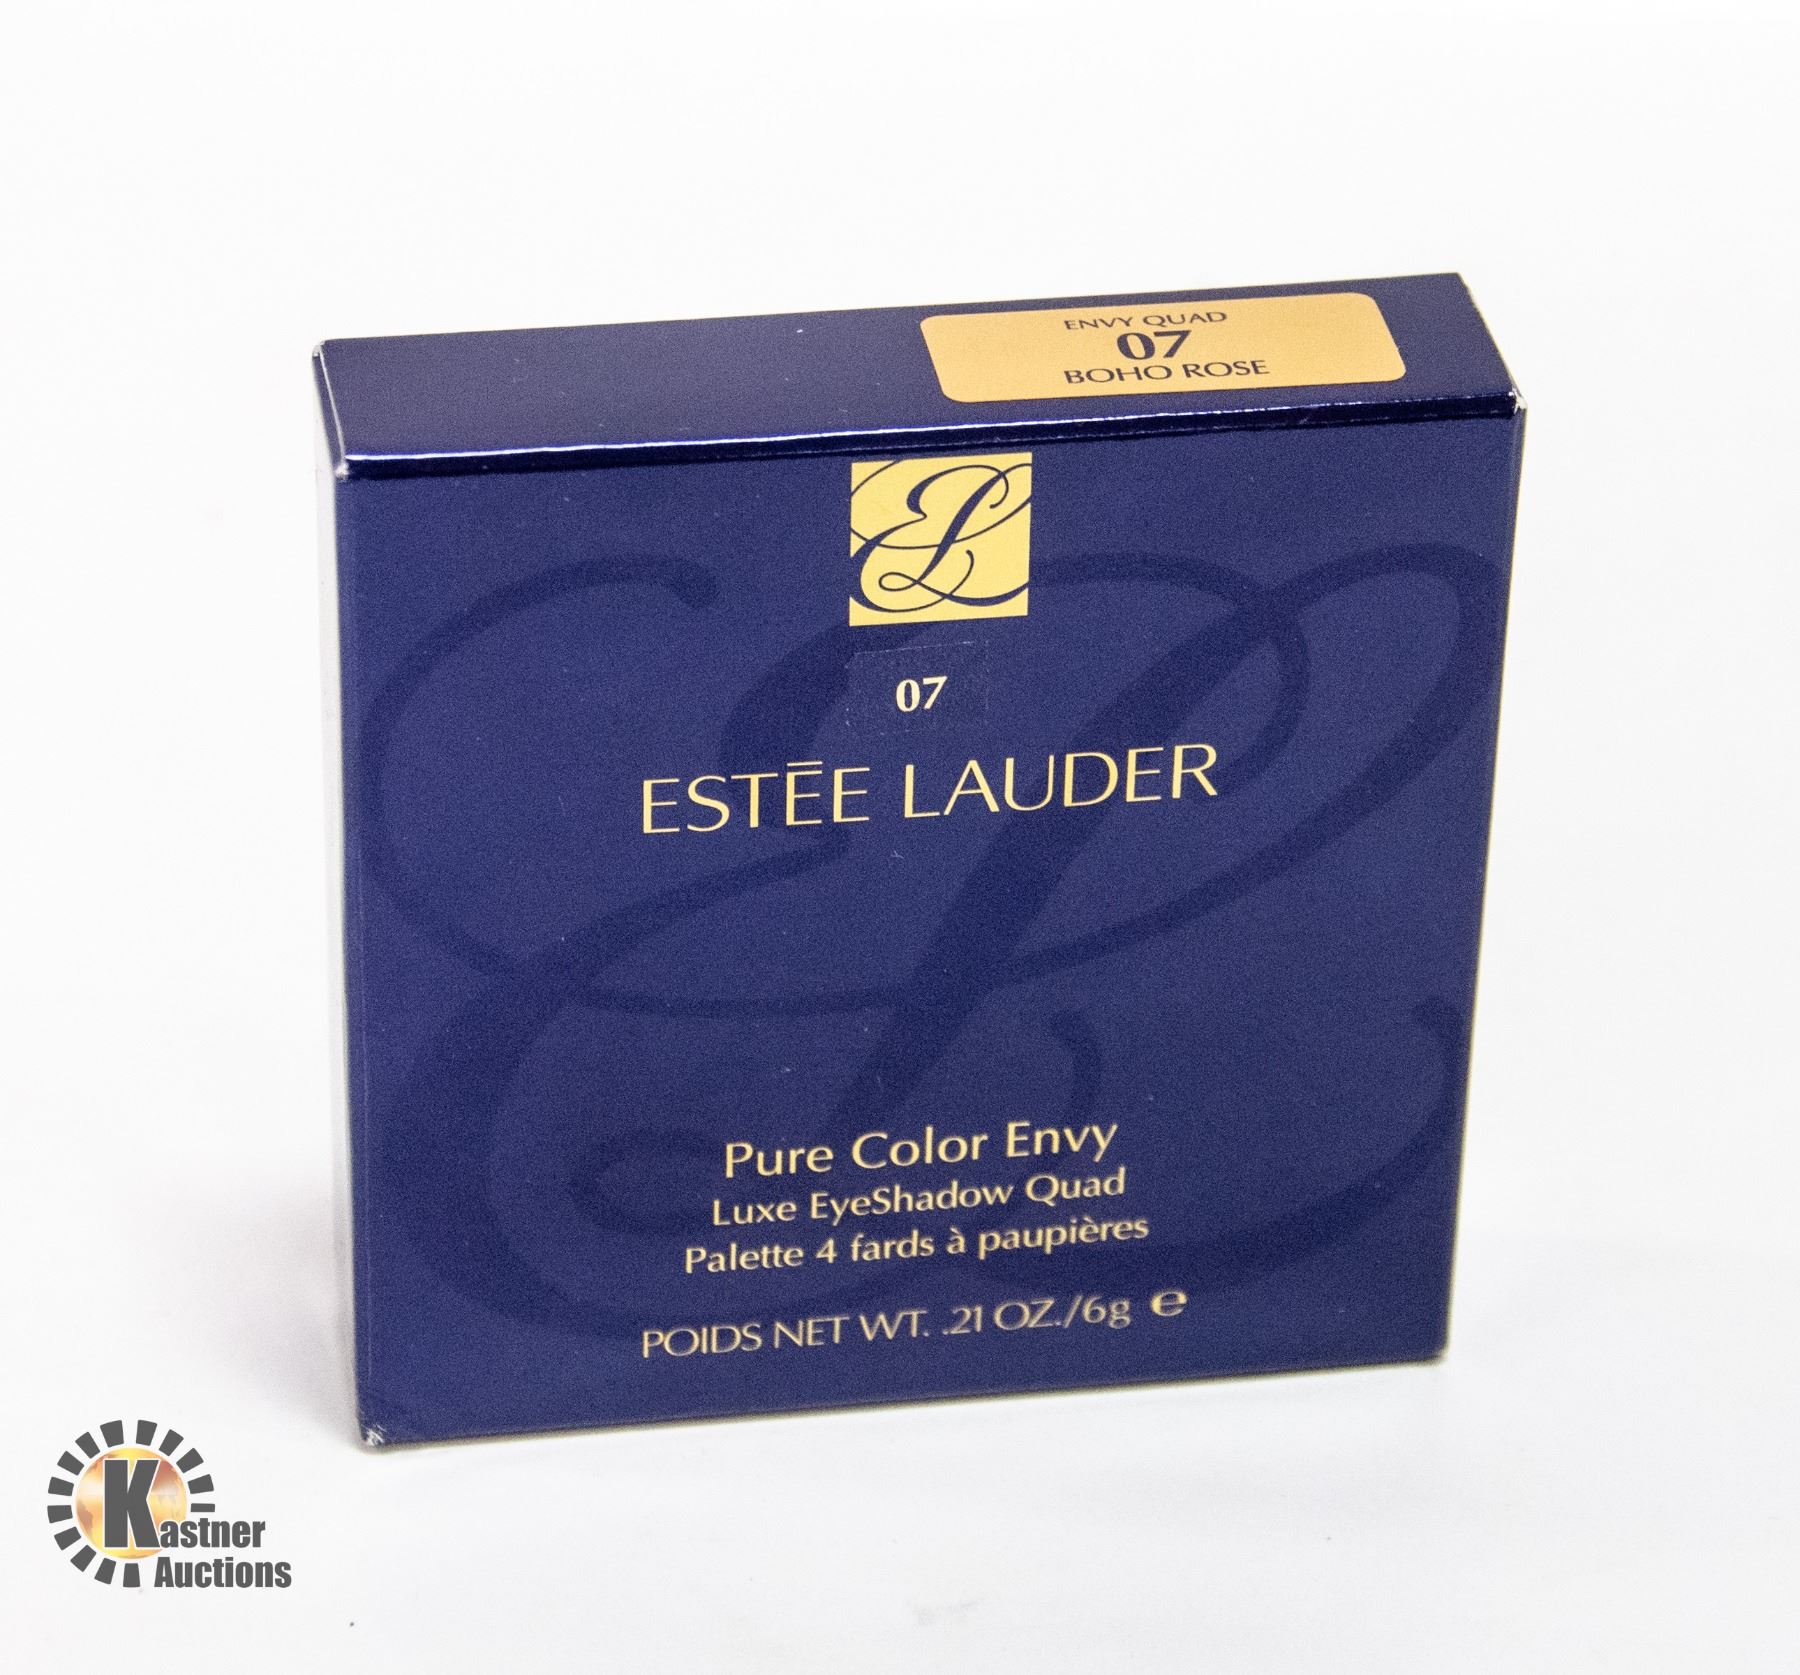 ENVY QUAD
07
BOHO ROSE
EL
07
ESTĒE LAUDER
Pure Color Envy
Luxe EyeShadow Quad
Palette 4 fards à paupières
POIDS NET WT. .21 OZ./6g ℮
Kastner
Auctions